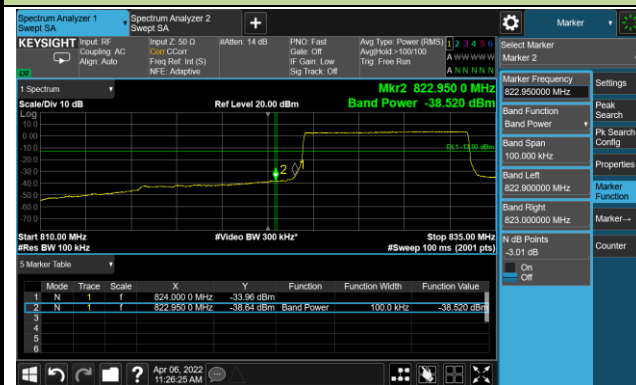 Spectrum Analyzer 1
Swept SA
Spectrum Analyzer 2
Swept SA
+
Marker
KEYSIGHT
Input: RF
Coupling: AC
Align: Auto
Input Z: 50 Ω
Corr CCorr
Freq Ref: Int (S)
NFE: Adaptive
#Atten: 14 dB
PNO: Fast
Gate: Off
IF Gain: Low
Sig Track: Off
Avg Type: Power (RMS)
Avg|Hold:>100/100
Trig: Free Run
1 2 3 4 5 6
A W W W W W
A N N N N N
Select Marker
Marker 2
LXI
1 Spectrum
Scale/Div 10 dB
Ref Level 20.00 dBm
Mkr2 822.950 0 MHz
Band Power -38.520 dBm
Log
10.0
0.00
-10.0
-20.0
-30.0
-40.0
-50.0
-60.0
-70.0
DL1 -13.00 dBm
2
Start 810.00 MHz
#Res BW 100 kHz
#Video BW 300 kHz*
Stop 835.00 MHz
#Sweep 100 ms (2001 pts)
Marker Frequency
822.950000 MHz
Band Function
Band Power
Band Span
100.000 kHz
Band Left
822.900000 MHz
Band Right
823.000000 MHz
N dB Points
-3.01 dB
On
Off
Settings
Peak
Search
Pk Search
Config
Properties
Marker
Function
Marker→
Counter
5 Marker Table
Mode Trace Scale X Y Function Function Width Function Value
1 N 1 f 824.000 0 MHz -33.96 dBm
2 N 1 f 822.950 0 MHz -38.64 dBm Band Power 100.0 kHz -38.520 dBm
3
4
5
6
?
Apr 06, 2022
11:26:25 AM